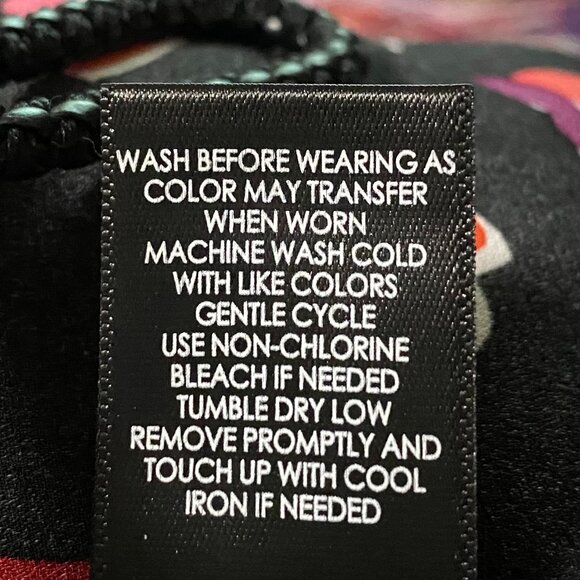 WASH BEFORE WEARING AS
COLOR MAY TRANSFER
WHEN WORN
MACHINE WASH COLD
WITH LIKE COLORS
GENTLE CYCLE
USE NON-CHLORINE
BLEACH IF NEEDED
TUMBLE DRY LOW
REMOVE PROMPTLY AND
TOUCH UP WITH COOL
IRON IF NEEDED